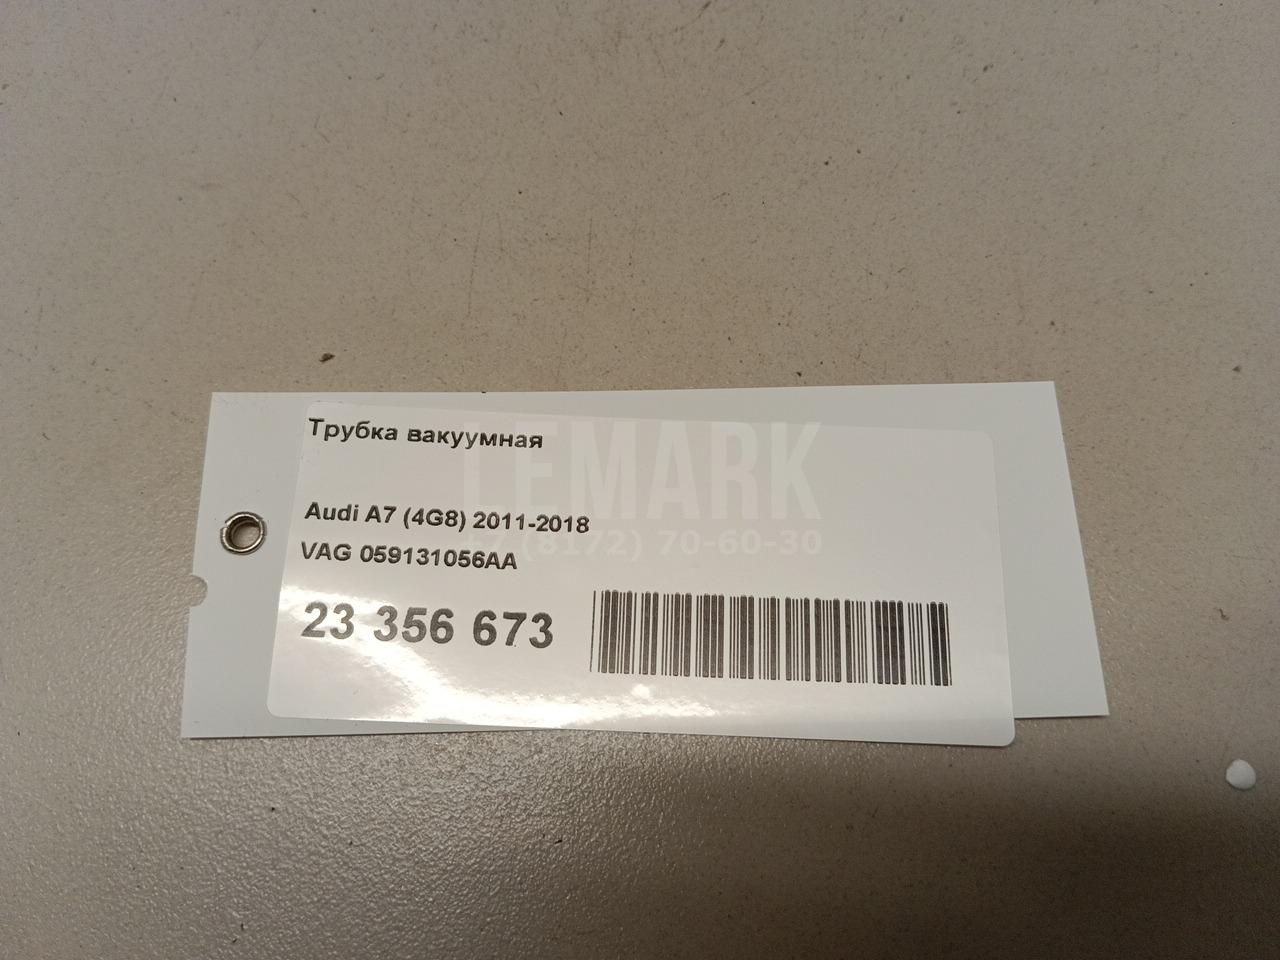 Трубка вакуумная
LEMARK
Audi A7 (4G8) 2011-2018
+7 (8172) 70-60-30
VAG 059131056AA
23 356 673